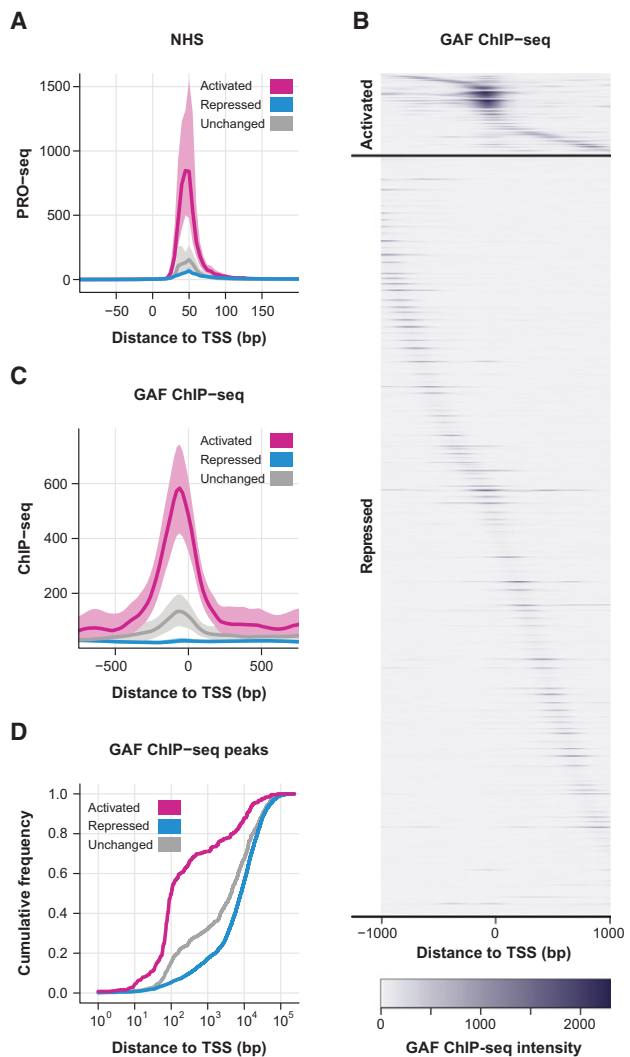 A
NHS
Activated
Repressed
Unchanged
1500
1000
500
0
PRO−seq
−50 0 50 100 150
Distance to TSS (bp)
B
GAF ChIP−seq
Activated
Repressed
−1000 0 1000
Distance to TSS (bp)
0 1000 2000
GAF ChIP-seq intensity
C
GAF ChIP−seq
Activated
Repressed
Unchanged
600
400
200
ChIP−seq
−500 0 500
Distance to TSS (bp)
D
GAF ChIP−seq peaks
Activated
Repressed
Unchanged
1.0
0.8
0.6
0.4
0.2
0.0
Cumulative frequency
10⁰ 10¹ 10² 10³ 10⁴ 10⁵
Distance to TSS (bp)